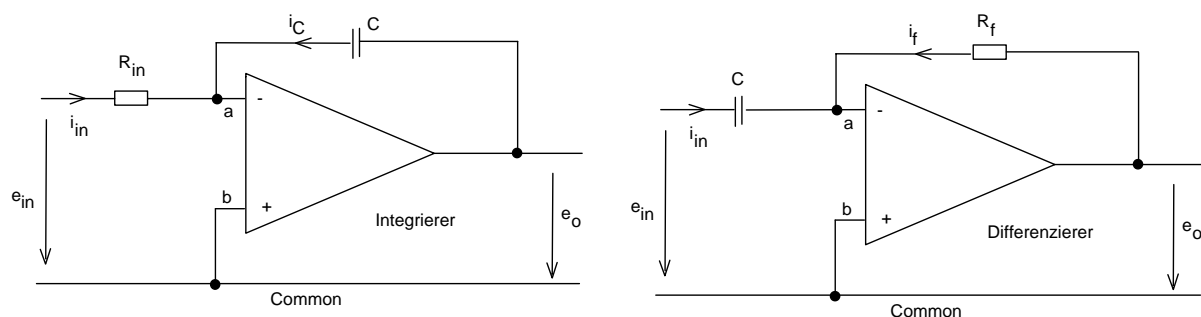 i_C
C
R_in
i_in
a
-
b
+
e_in
e_o
Integrierer
Common
i_f
R_f
C
i_in
a
-
b
+
e_in
e_o
Differenzierer
Common